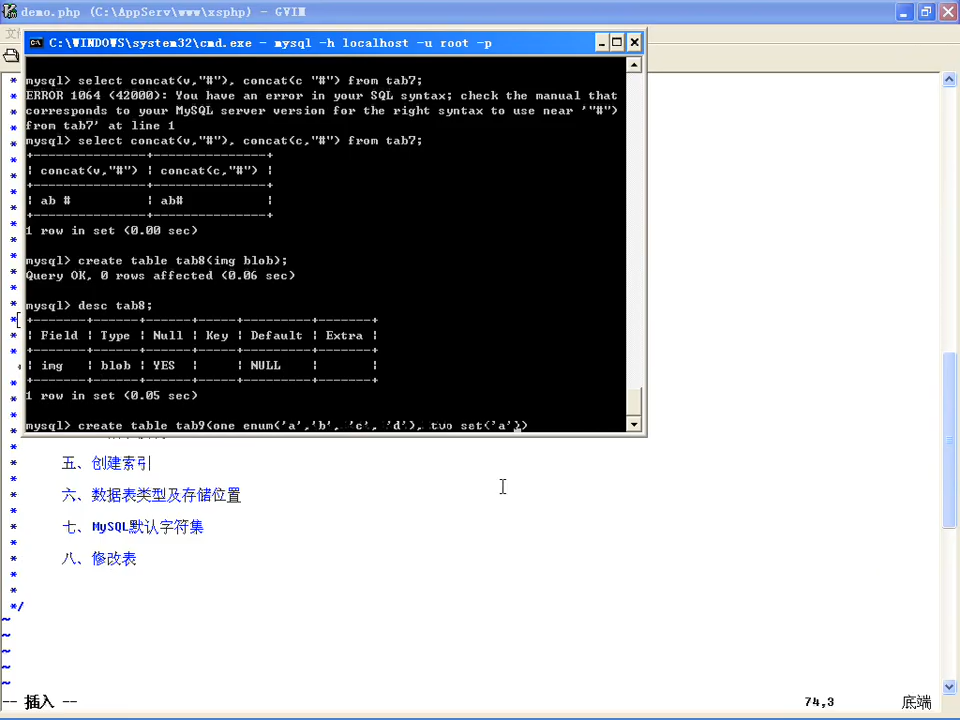 demo.php (C:\AppServ\www\xsphp) - GVIM
C:\WINDOWS\system32\cmd.exe - mysql -h localhost -u root -p
mysql> select concat(v,"#"), concat(c "#") from tab7;
ERROR 1064 (42000): You have an error in your SQL syntax; check the manual that
corresponds to your MySQL server version for the right syntax to use near '"#")
from tab7' at line 1
mysql> select concat(v,"#"), concat(c,"#") from tab7;
+---------------+---------------+
| concat(v,"#") | concat(c,"#") |
+---------------+---------------+
| ab # | ab# |
+---------------+---------------+
1 row in set (0.00 sec)
mysql> create table tab8(img blob);
Query OK, 0 rows affected (0.06 sec)
mysql> desc tab8;
+-------+------+------+-----+---------+-------+
| Field | Type | Null | Key | Default | Extra |
+-------+------+------+-----+---------+-------+
| img | blob | YES | | NULL | |
+-------+------+------+-----+---------+-------+
1 row in set (0.05 sec)
mysql> create table tab9(one enum('a','b', 'c', 'd'), two set('a'))
* 五、创建索引
* 六、数据表类型及存储位置
* 七、MySQL默认字符集
* 八、修改表
*/
~
~
~
~
~
-- 插入 -- 74,3 底端